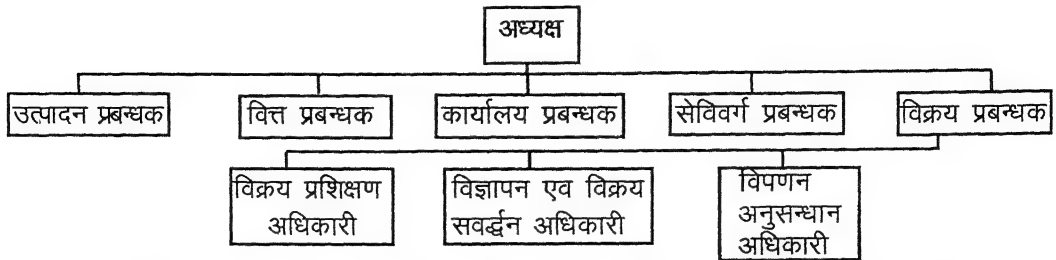 अध्यक्ष
उत्पादन प्रबन्धक
वित्त प्रबन्धक
कार्यालय प्रबन्धक
सेविवर्ग प्रबन्धक
विक्रय प्रबन्धक
विक्रय प्रशिक्षण
अधिकारी
विज्ञापन एव विक्रय
सवर्द्धन अधिकारी
विपणन
अनुसन्धान
अधिकारी